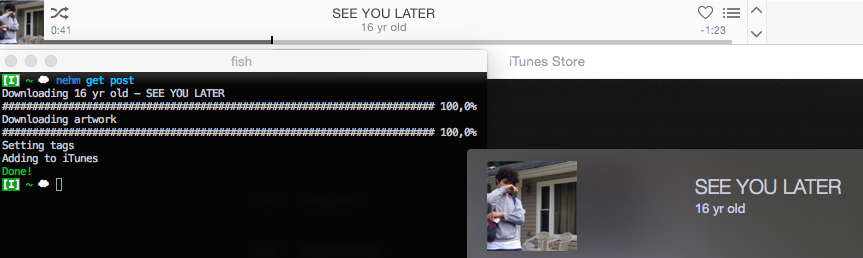 SEE YOU LATER
16 yr old
0:41
-1:23
fish
iTunes Store
[I] ~ nehm get post
Downloading 16 yr old — SEE YOU LATER
######################################################################## 100,0%
Downloading artwork
######################################################################## 100,0%
Setting tags
Adding to iTunes
Done!
[I] ~
SEE YOU LATER
16 yr old